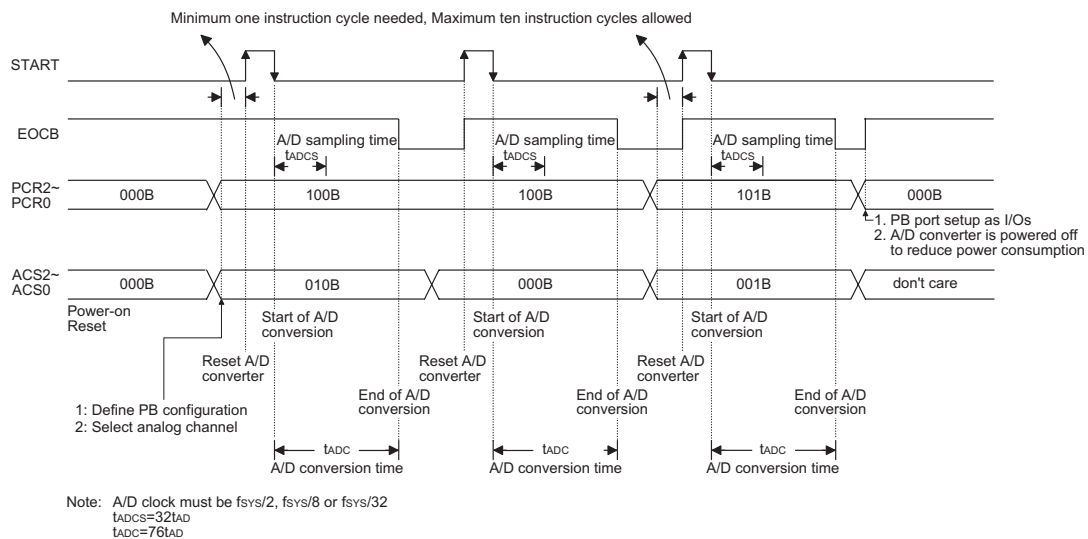 Minimum one instruction cycle needed, Maximum ten instruction cycles allowed
START
EOCB
A/D sampling time
tADCS
A/D sampling time
tADCS
A/D sampling time
tADCS
PCR2~
PCR0
000B
100B
100B
101B
000B
1. PB port setup as I/Os
2. A/D converter is powered off
to reduce power consumption
ACS2~
ACS0
000B
010B
000B
001B
don't care
Power-on
Reset
Start of A/D
conversion
Start of A/D
conversion
Start of A/D
conversion
Reset A/D
converter
Reset A/D
converter
Reset A/D
converter
1: Define PB configuration
2: Select analog channel
End of A/D
conversion
End of A/D
conversion
End of A/D
conversion
tADC
A/D conversion time
tADC
A/D conversion time
tADC
A/D conversion time
Note: A/D clock must be fSYS/2, fSYS/8 or fSYS/32
tADCS=32tAD
tADC=76tAD